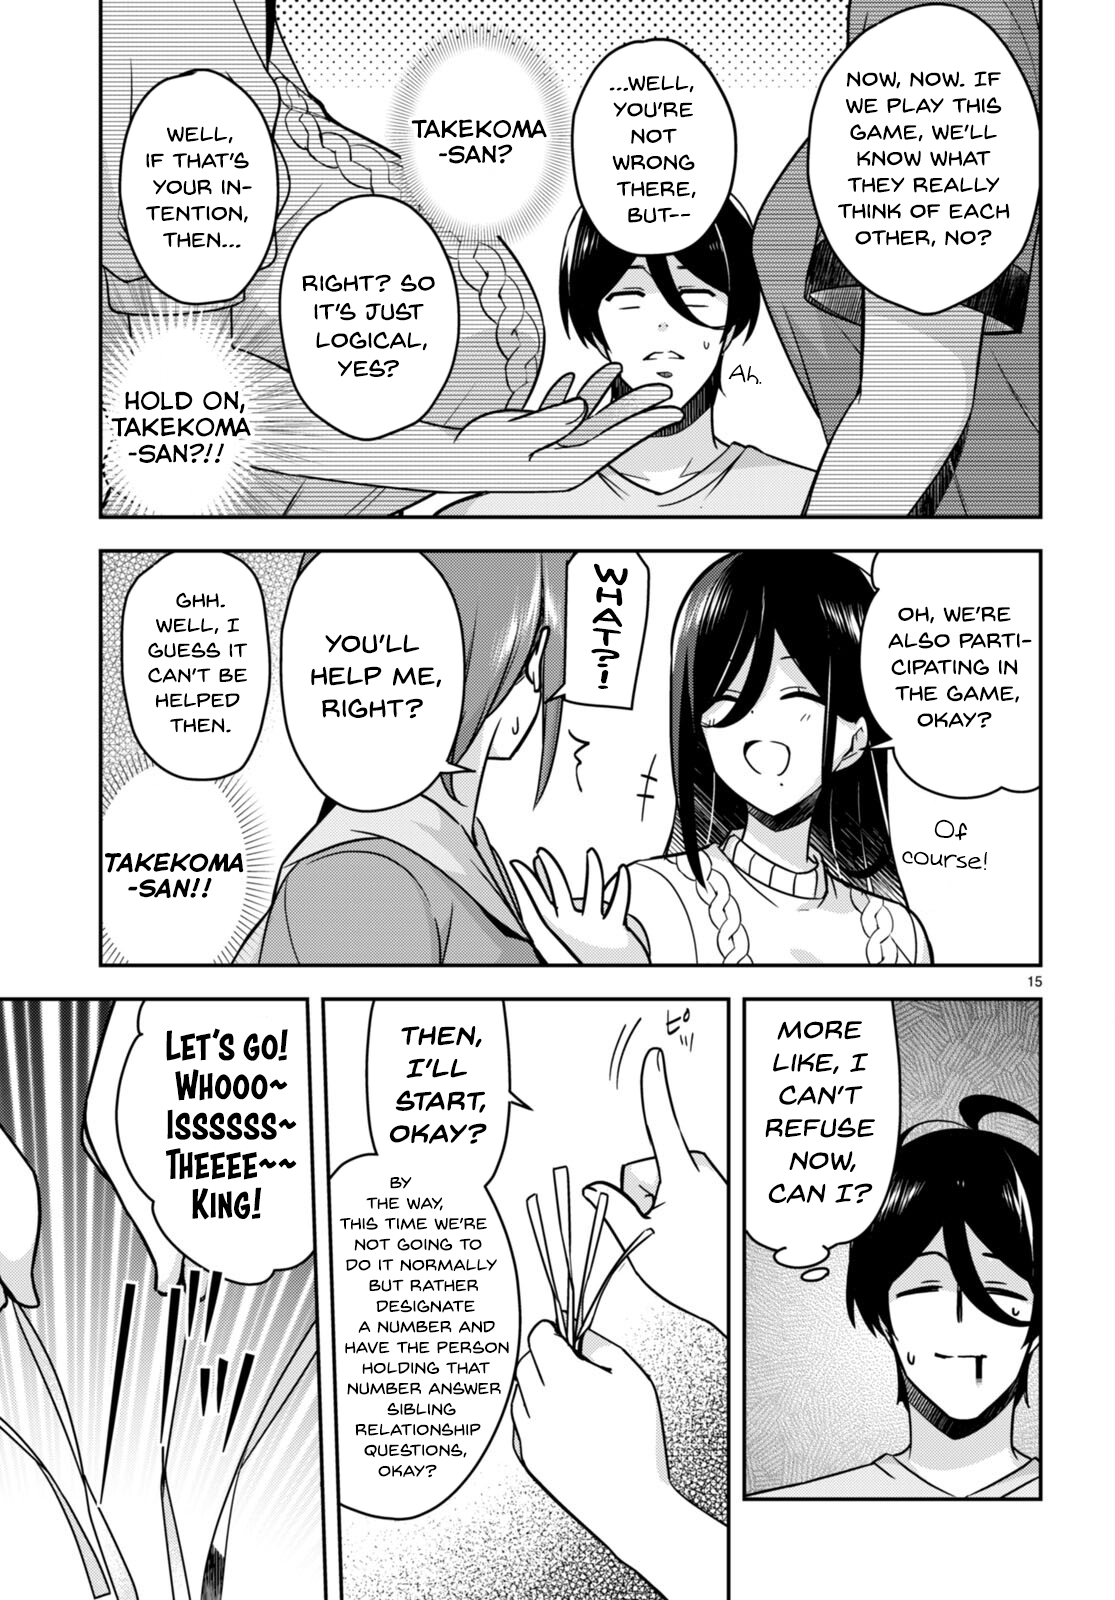 NOW, NOW. IF
WE PLAY THIS
GAME, WE'LL
KNOW WHAT
THEY REALLY
THINK OF EACH
OTHER, NO?
...WELL,
YOU'RE
NOT
WRONG
THERE,
BUT--
Ah.
TAKEKOMA
-SAN?
RIGHT? SO
IT'S JUST
LOGICAL,
YES?
WELL,
IF THAT'S
YOUR IN-
TENTION,
THEN...
HOLD ON,
TAKEKOMA
-SAN?!!
OH, WE'RE
ALSO PARTI-
CIPATING IN
THE GAME,
OKAY?
Of
course!
WHAT?!
YOU'LL
HELP ME,
RIGHT?
GHH.
WELL, I
GUESS IT
CAN'T BE
HELPED
THEN.
TAKEKOMA
-SAN!!
15
MORE
LIKE, I
CAN'T
REFUSE
NOW,
CAN I?
ピッ
THEN,
I'LL
START,
OKAY?
BY
THE WAY,
THIS TIME WE'RE
NOT GOING TO
DO IT NORMALLY
BUT RATHER
DESIGNATE
A NUMBER AND
HAVE THE PERSON
HOLDING THAT
NUMBER ANSWER
SIBLING
RELATIONSHIP
QUESTIONS,
OKAY?
LET'S GO!
WHOOO~
ISSSSSS~
THEEEE~~
KING!